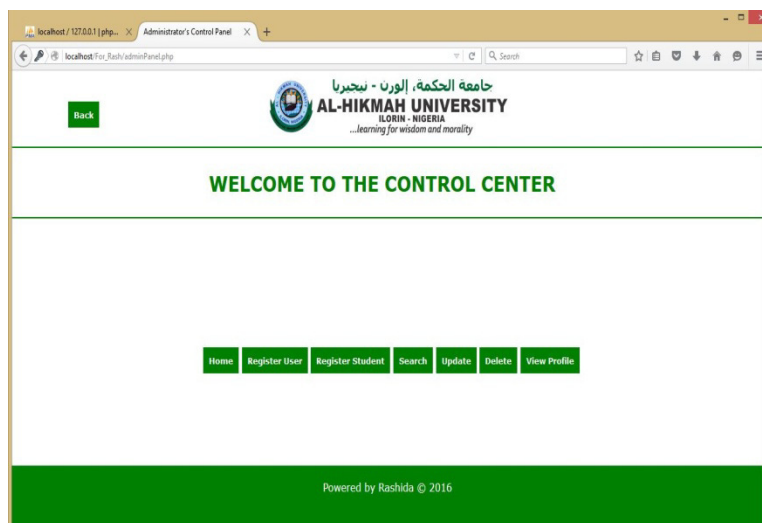 localhost / 127.0.0.1 | php...
Administrator's Control Panel
localhost/For_Rash/adminPanel.php
Search
Back
جامعة الحكمة، إلورن - نيجيريا
AL-HIKMAH UNIVERSITY
ILORIN - NIGERIA
...learning for wisdom and morality
WELCOME TO THE CONTROL CENTER
Home Register User Register Student Search Update Delete View Profile
Powered by Rashida © 2016